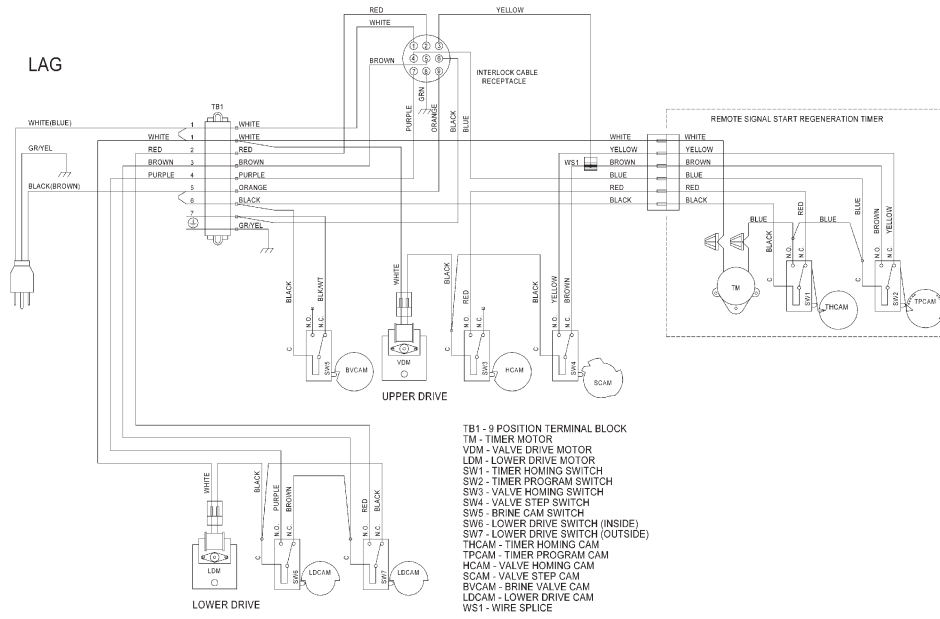 RED
YELLOW
WHITE
LAG
1 2 3
BROWN
4 5 6
7 8 9
INTERLOCK CABLE
RECEPTACLE
GRN
PURPLE
ORANGE
BLACK
BLUE
TB1
REMOTE SIGNAL START REGENERATION TIMER
WHITE(BLUE)
1 WHITE
WHITE 1 WHITE
WHITE WHITE
RED 2 RED
YELLOW YELLOW
GR/YEL
BROWN 3 BROWN
WS1
BROWN BROWN
PURPLE 4 PURPLE
BLUE BLUE
BLACK(BROWN)
5 ORANGE
RED RED
6 BLACK
BLACK BLACK
7
GR/YEL
BLUE
BLACK
RED
BLUE
BLUE
BROWN
YELLOW
C
N.O.
N.C.
SW1
THCAM
TM
C
N.O.
N.C.
SW2
TPCAM
BLACK
BLK/WT
C
N.O.
N.C.
SW5
BVCAM
WHITE
VDM
UPPER DRIVE
BLACK
RED
C
N.O.
N.C.
SW3
HCAM
BLACK
YELLOW
BROWN
C
N.O.
N.C.
SW4
SCAM
WHITE
LDM
LOWER DRIVE
BLACK
PURPLE
BROWN
C
N.O.
N.C.
SW6
LDCAM
RED
BLACK
C
N.O.
N.C.
SW7
LDCAM
TB1 - 9 POSITION TERMINAL BLOCK
TM - TIMER MOTOR
VDM - VALVE DRIVE MOTOR
LDM - LOWER DRIVE MOTOR
SW1 - TIMER HOMING SWITCH
SW2 - TIMER PROGRAM SWITCH
SW3 - VALVE HOMING SWITCH
SW4 - VALVE STEP SWITCH
SW5 - BRINE CAM SWITCH
SW6 - LOWER DRIVE SWITCH (INSIDE)
SW7 - LOWER DRIVE SWITCH (OUTSIDE)
THCAM - TIMER HOMING CAM
TPCAM - TIMER PROGRAM CAM
HCAM - VALVE HOMING CAM
SCAM - VALVE STEP CAM
BVCAM - BRINE VALVE CAM
LDCAM - LOWER DRIVE CAM
WS1 - WIRE SPLICE